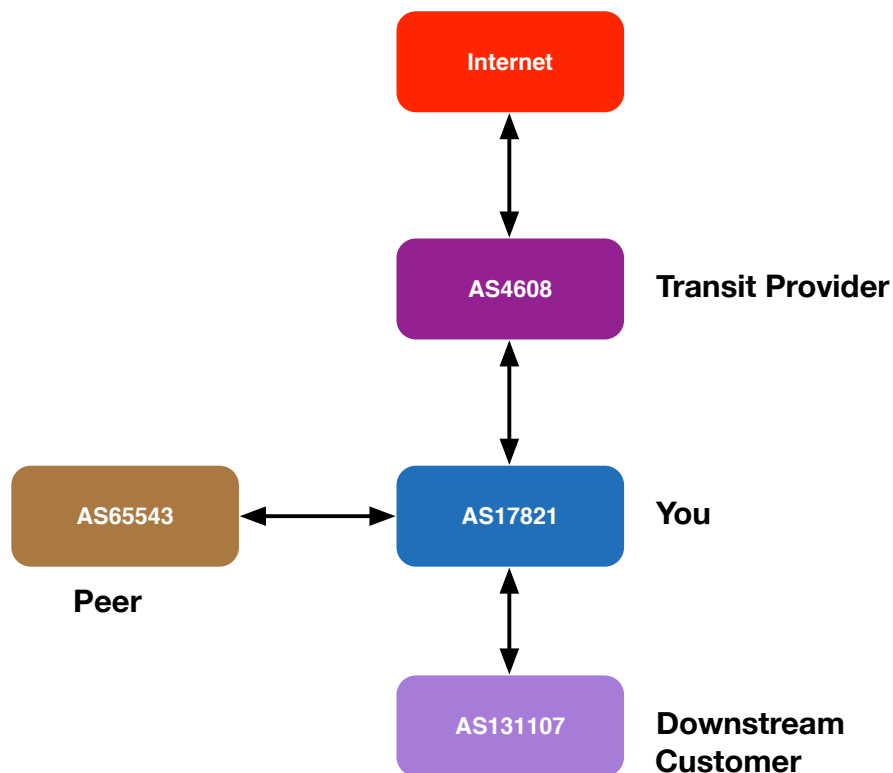 Internet
AS4608
Transit Provider
AS65543
AS17821
You
Peer
AS131107
Downstream
Customer